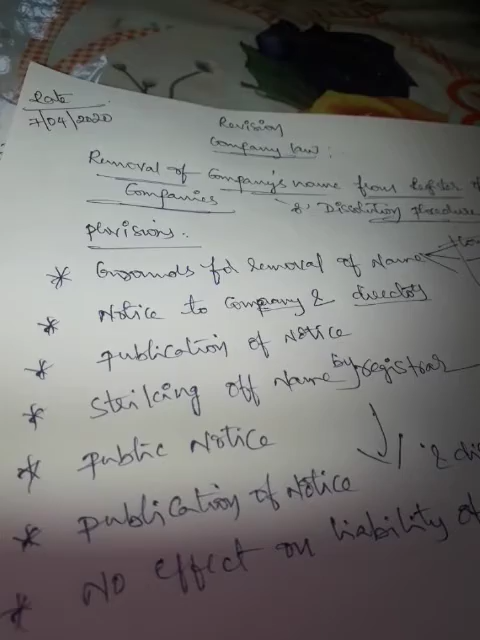 Date
7/04/2020
Revision
Company law:
Removal of Company's name from Register of
Companies & Dissolution procedure
provisions:
* Grounds for removal of Name
* Notice to Company & directors
* publication of Notice
* Striking off Name by registrar
* public Notice
* publication of Notice
* No effect on liability of